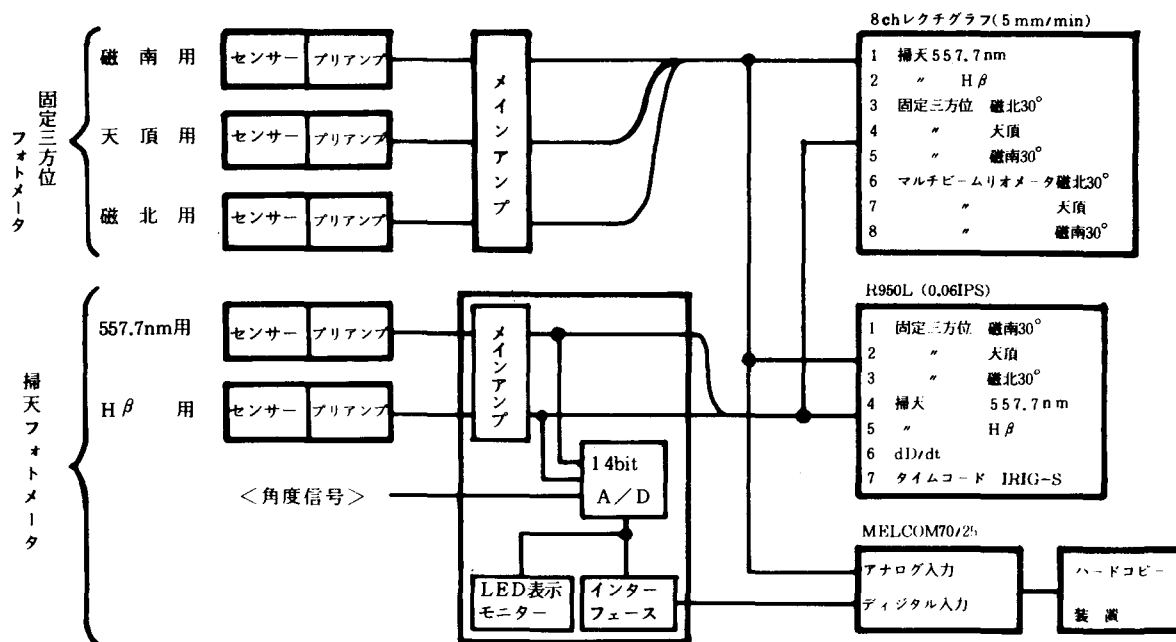 固定三方位
フォトメータ
磁南用
センサー プリアンプ
天頂用
センサー プリアンプ
磁北用
センサー プリアンプ
メインアンプ
掃天フォトメータ
557.7nm用
センサー プリアンプ
Hβ用
センサー プリアンプ
メインアンプ
<角度信号>
14bit
A/D
LED表示
モニター
インター
フェース
8chレクチグラフ(5mm/min)
1 掃天557.7nm
2 〃 Hβ
3 固定三方位 磁北30°
4 〃 天頂
5 〃 磁南30°
6 マルチビームリオメータ磁北30°
7 〃 天頂
8 〃 磁南30°
R950L (0.06IPS)
1 固定三方位 磁南30°
2 〃 天頂
3 〃 磁北30°
4 掃天 557.7nm
5 〃 Hβ
6 dD/dt
7 タイムコード IRIG-S
MELCOM70/25
アナログ入力
ディジタル入力
ハードコピー
装置